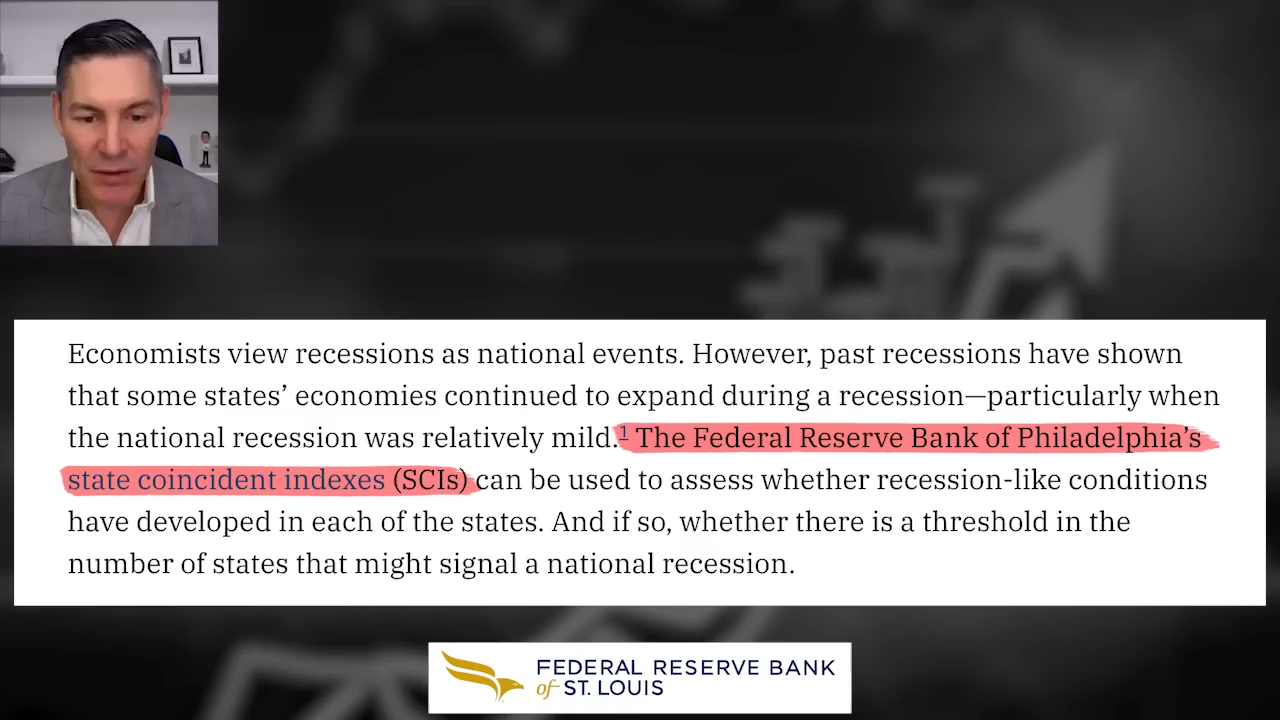 Economists view recessions as national events. However, past recessions have shown
that some states’ economies continued to expand during a recession—particularly when
the national recession was relatively mild.¹ The Federal Reserve Bank of Philadelphia’s
state coincident indexes (SCIs) can be used to assess whether recession-like conditions
have developed in each of the states. And if so, whether there is a threshold in the
number of states that might signal a national recession.
FEDERAL RESERVE BANK
of ST. LOUIS